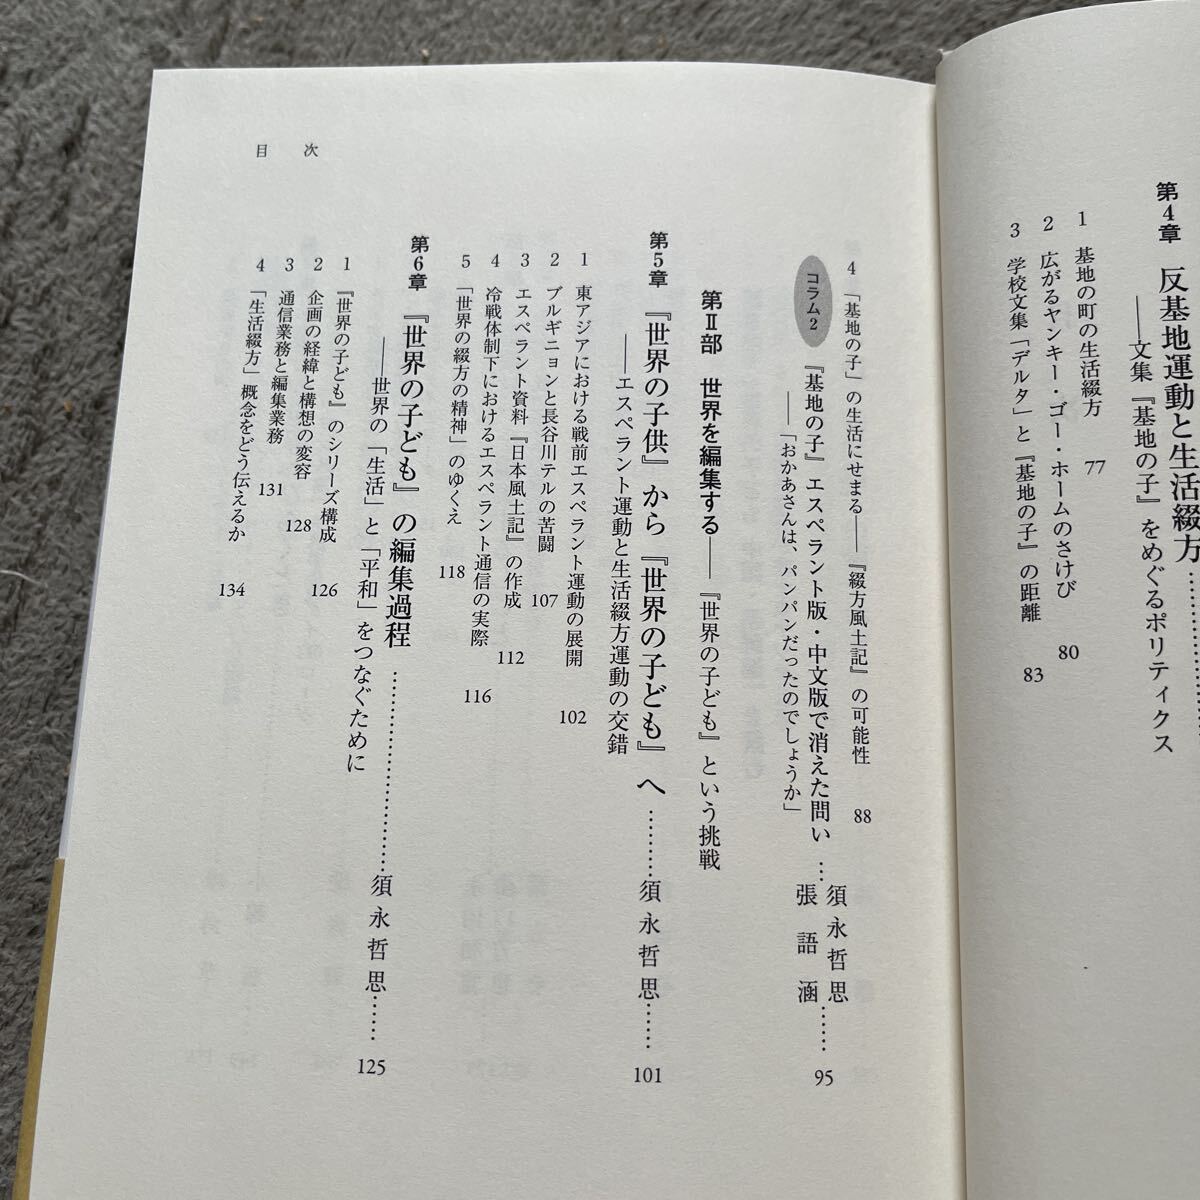 第4章 反基地運動と生活綴方
――文集『基地の子』をめぐるポリティクス
1 基地の町の生活綴方 77
2 広がるヤンキー・ゴー・ホームのさけび 80
3 学校文集「デルタ」と『基地の子』の距離 83
目次
4 「基地の子」の生活にせまる――『綴方風土記』の可能性 88
コラム2 『基地の子』エスペラント版・中文版で消えた問い…須永哲思……95
――「おかあさんは、パンパンだったのでしょうか」 張語涵
第Ⅱ部 世界を編集する――『世界の子ども』という挑戦
第5章 『世界の子供』から『世界の子ども』へ………須永哲思……101
――エスペラント運動と生活綴方運動の交錯
1 東アジアにおける戦前エスペラント運動の展開 102
2 ブルギニョンと長谷川テルの苦闘 107
3 エスペラント資料『日本風土記』の作成 112
4 冷戦体制下におけるエスペラント通信の実際 116
5 「世界の綴方の精神」のゆくえ 118
第6章 『世界の子ども』の編集過程………………須永哲思……125
――世界の「生活」と「平和」をつなぐために
1 『世界の子ども』のシリーズ構成 126
2 企画の経緯と構想の変容 128
3 通信業務と編集業務 131
4 「生活綴方」概念をどう伝えるか 134